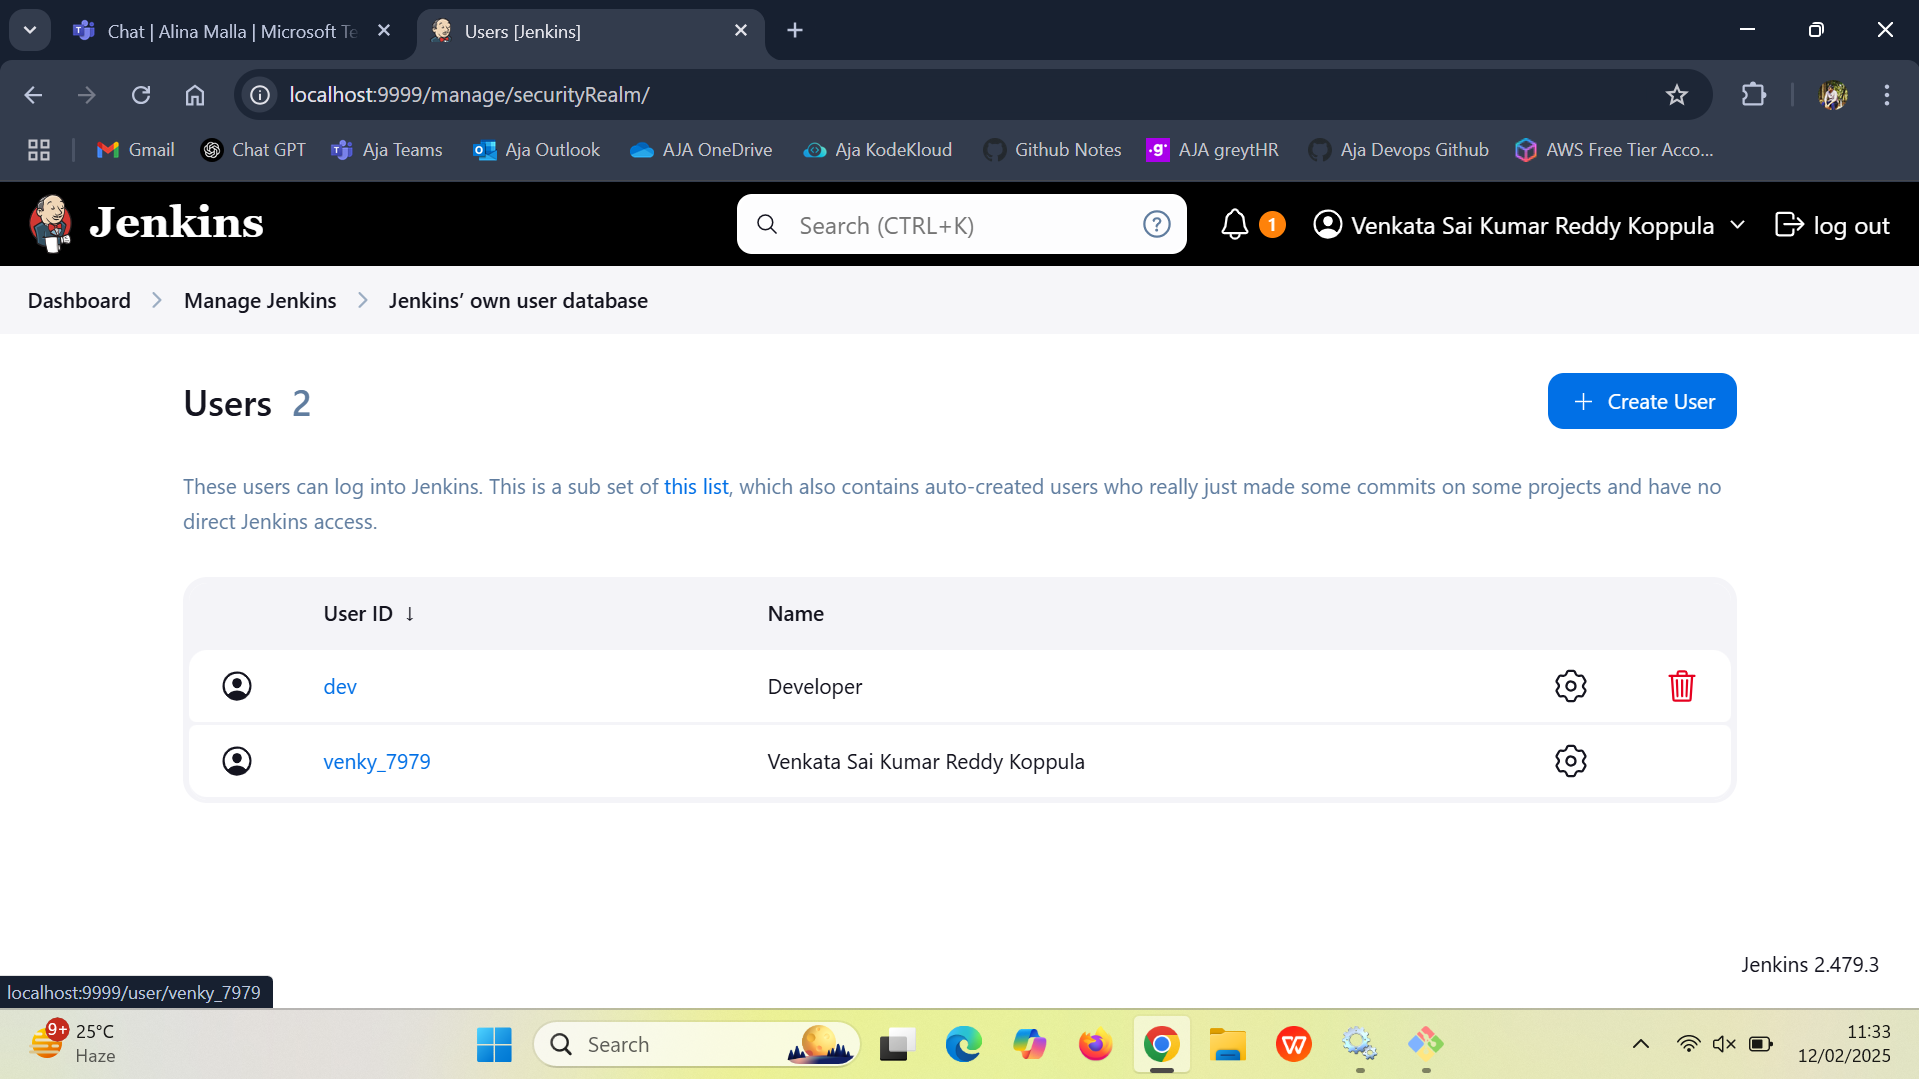 Chat | Alina Malla | Microsoft Te
Users [Jenkins]
localhost:9999/manage/securityRealm/
Gmail
Chat GPT
Aja Teams
Aja Outlook
AJA OneDrive
Aja KodeKloud
Github Notes
.g
AJA greytHR
Aja Devops Github
AWS Free Tier Acco...
Jenkins
Search (CTRL+K)
?
1
Venkata Sai Kumar Reddy Koppula
log out
Dashboard
Manage Jenkins
Jenkins' own user database
Users 2
+ Create User
These users can log into Jenkins. This is a sub set of this list, which also contains auto-created users who really just made some commits on some projects and have no
direct Jenkins access.
User ID ↓
Name
dev
Developer
venky_7979
Venkata Sai Kumar Reddy Koppula
Jenkins 2.479.3
localhost:9999/user/venky_7979
9+
25°C
Haze
Search
W
11:33
12/02/2025